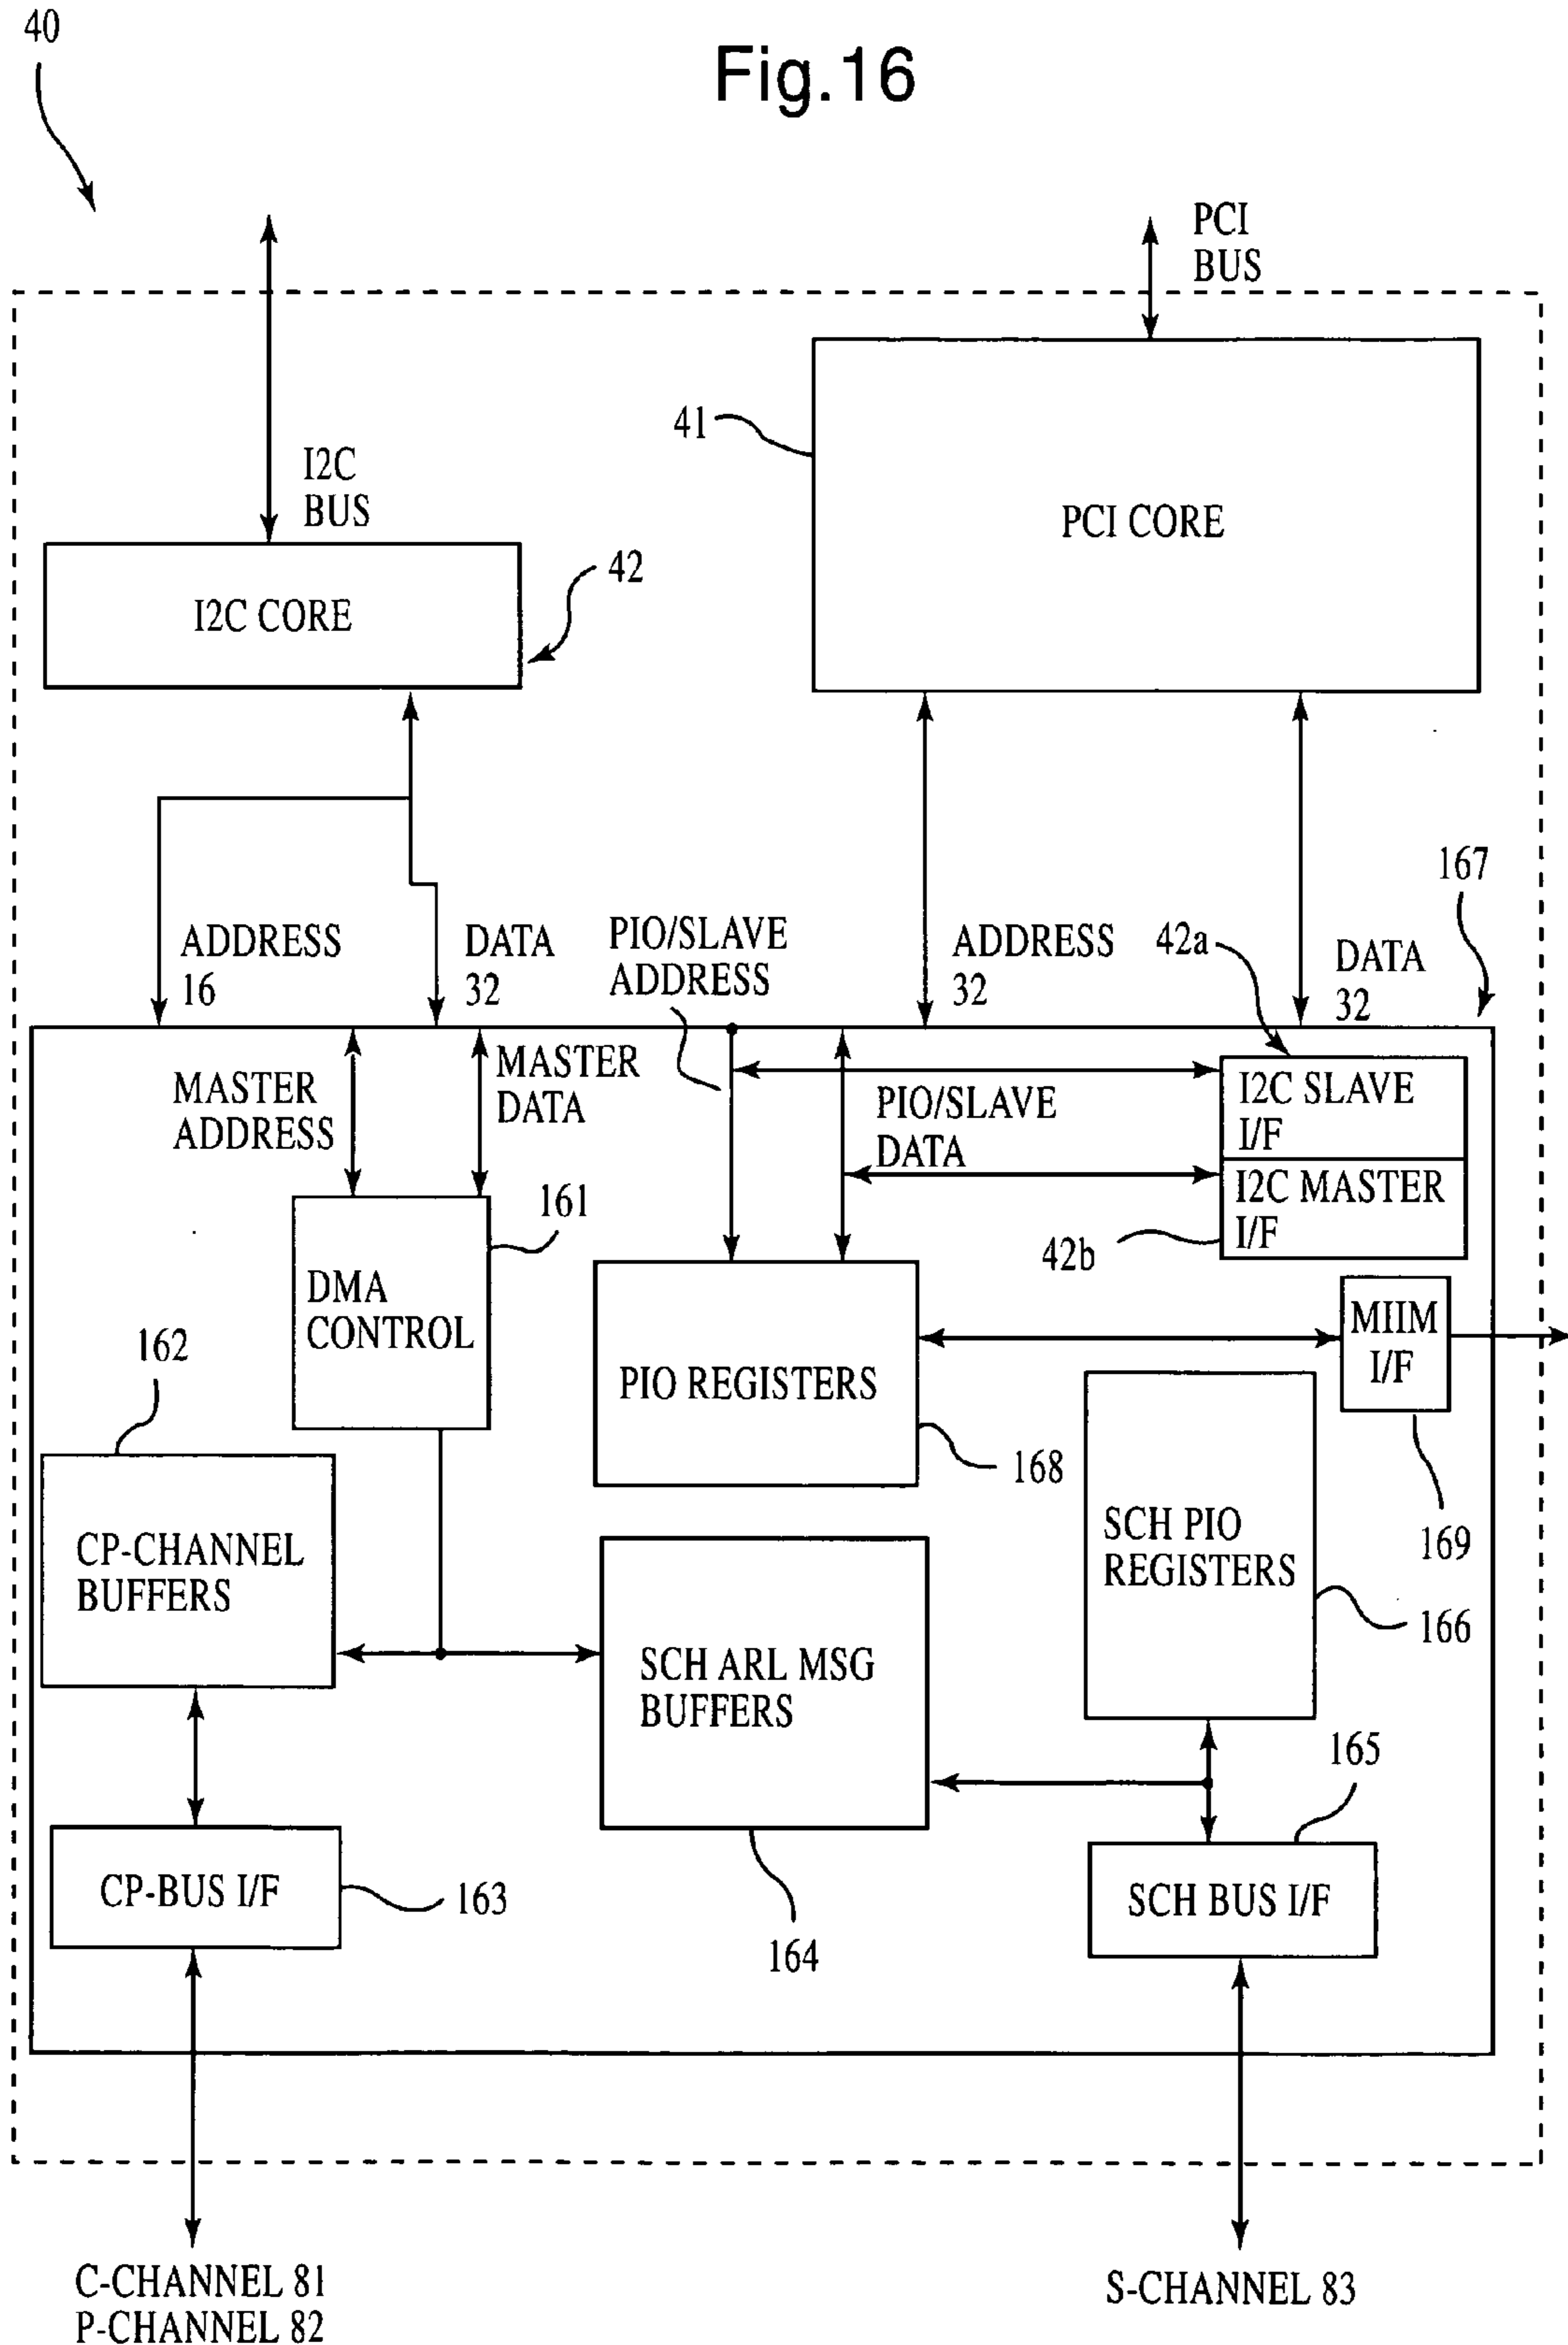 40
Fig.16
PCI
BUS
41
I2C
BUS
PCI CORE
42
I2C CORE
167
PIO/SLAVE
ADDRESS
ADDRESS
16
DATA
32
ADDRESS
32
42a
DATA
32
MASTER
ADDRESS
MASTER
DATA
PIO/SLAVE
DATA
I2C SLAVE
I/F
I2C MASTER
I/F
42b
161
DMA
CONTROL
162
PIO REGISTERS
168
MIIM
I/F
169
CP-CHANNEL
BUFFERS
SCH PIO
REGISTERS
166
SCH ARL MSG
BUFFERS
165
CP-BUS I/F
163
164
SCH BUS I/F
C-CHANNEL 81
P-CHANNEL 82
S-CHANNEL 83